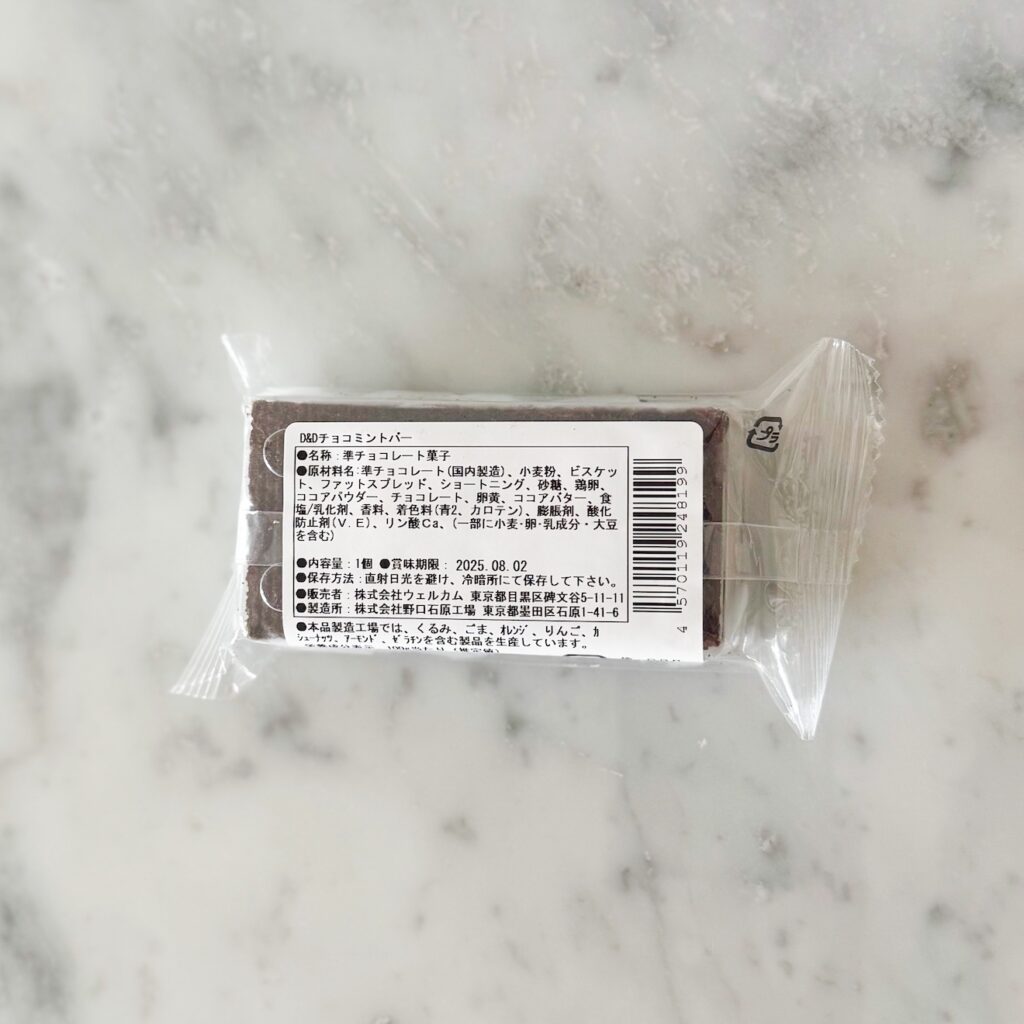 D&Dチョコミントバー
●名称：準チョコレート菓子
●原材料名：準チョコレート(国内製造)、小麦粉、ビスケッ
ト、ファットスプレッド、ショートニング、砂糖、鶏卵、
ココアパウダー、チョコレート、卵黄、ココアバター、食
塩/乳化剤、香料、着色料(青2、カロテン)、膨脹剤、酸化
防止剤(V.E)、リン酸Ca、(一部に小麦・卵・乳成分・大豆
を含む)
●内容量：1個 ●賞味期限： 2025.08.02
●保存方法：直射日光を避け、冷暗所にて保存して下さい。
●販売者：株式会社ウェルカム 東京都目黒区碑文谷5-11-11
●製造所：株式会社野口石原工場 東京都墨田区石原1-41-6
●本品製造工場では、くるみ、ごま、ｵﾚﾝｼﾞ、りんご、ｶ
ｼｭｰﾅｯﾂ、ｱｰﾓﾝﾄﾞ、ｾﾞﾗﾁﾝを含む製品を生産しています。
4 570119 248199
プラ